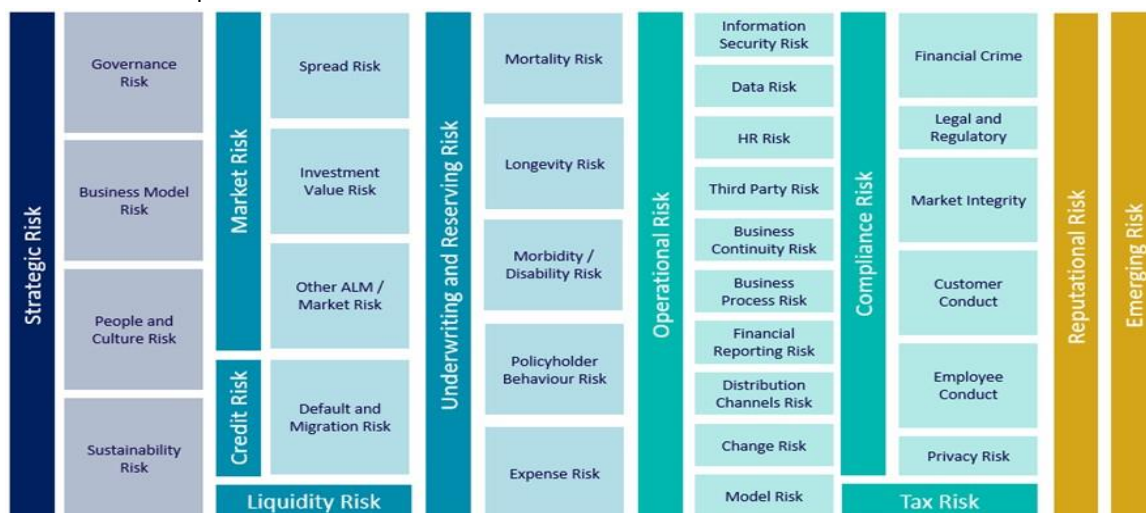 Strategic Risk
Governance
Risk
Business Model
Risk
People and
Culture Risk
Sustainability
Risk
Market Risk
Spread Risk
Investment
Value Risk
Other ALM /
Market Risk
Credit Risk
Default and
Migration Risk
Liquidity Risk
Underwriting and Reserving Risk
Mortality Risk
Longevity Risk
Morbidity /
Disability Risk
Policyholder
Behaviour Risk
Expense Risk
Operational Risk
Information
Security Risk
Data Risk
HR Risk
Third Party Risk
Business
Continuity Risk
Business
Process Risk
Financial
Reporting Risk
Distribution
Channels Risk
Change Risk
Model Risk
Compliance Risk
Financial Crime
Legal and
Regulatory
Market Integrity
Customer
Conduct
Employee
Conduct
Privacy Risk
Tax Risk
Reputational Risk
Emerging Risk